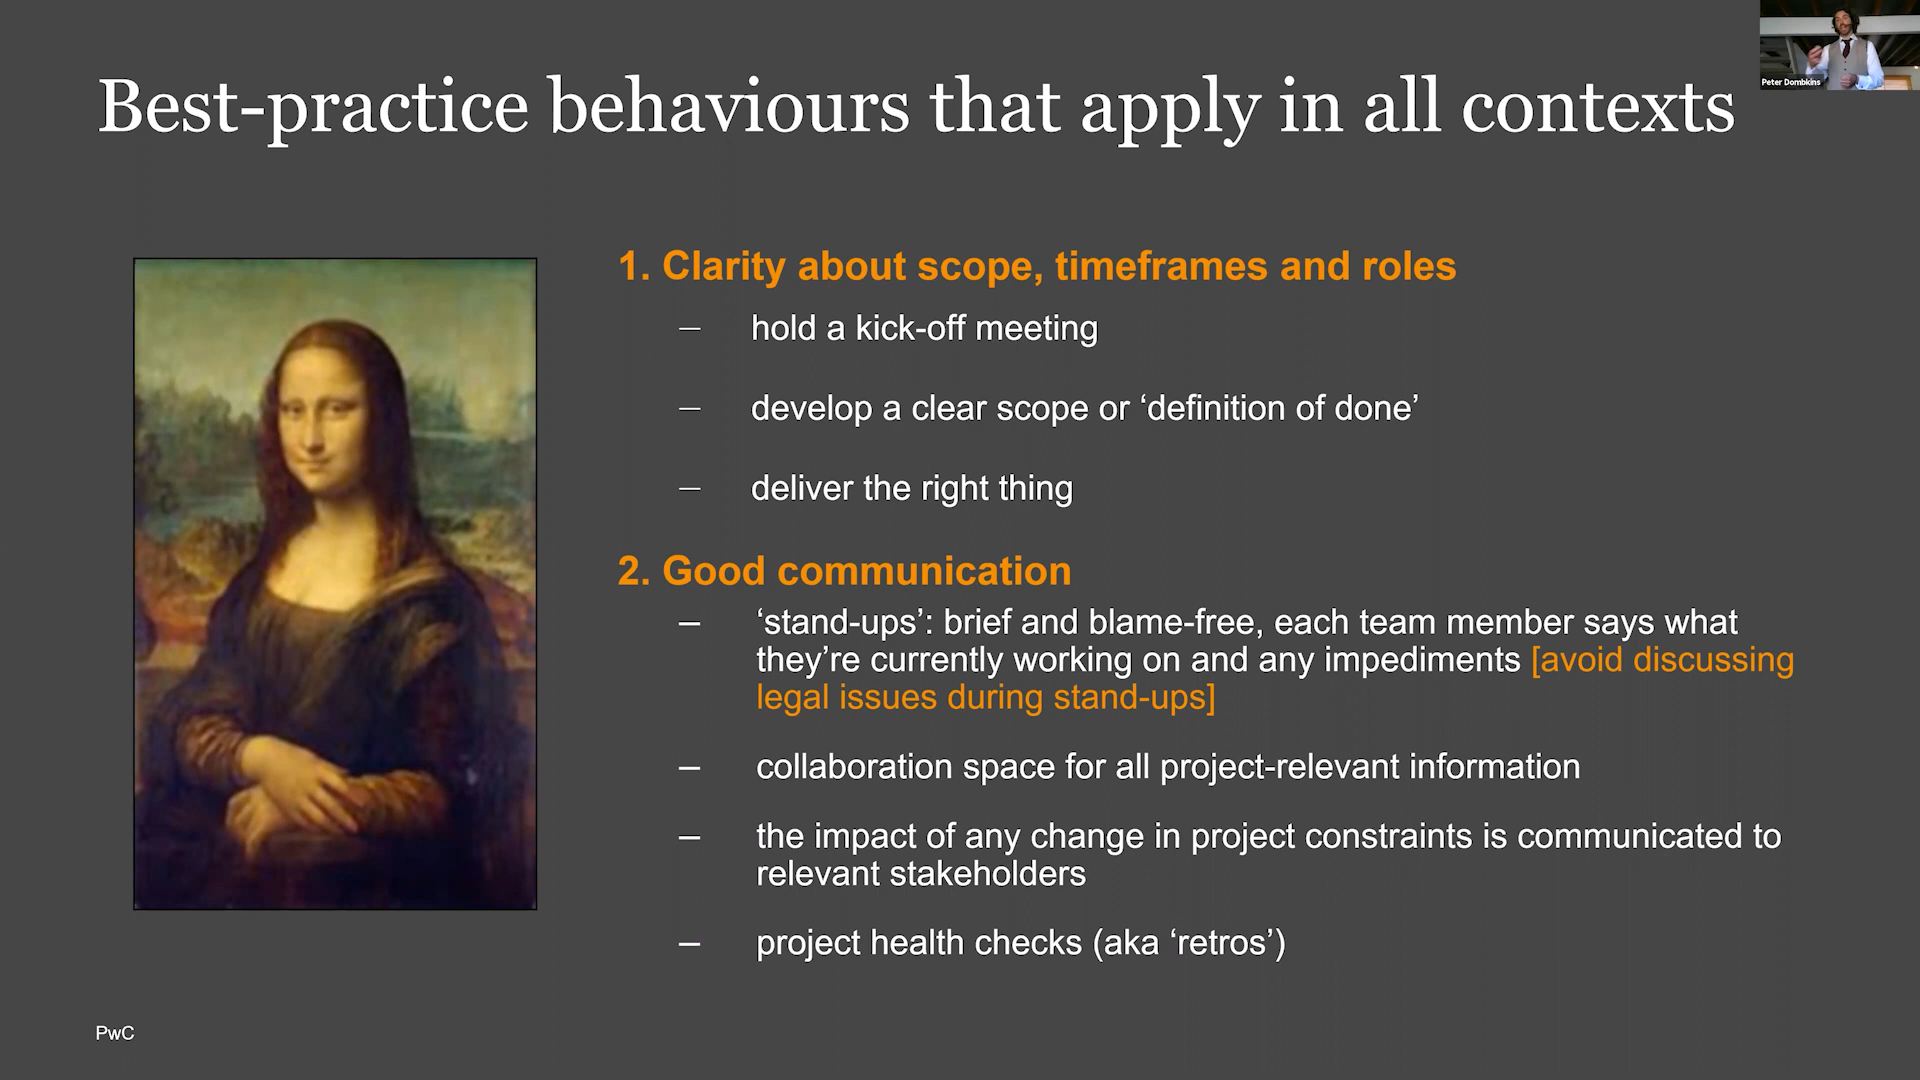 Best-practice behaviours that apply in all contexts
Peter Dombkins
1. Clarity about scope, timeframes and roles
– hold a kick-off meeting
– develop a clear scope or ‘definition of done’
– deliver the right thing
2. Good communication
– ‘stand-ups’: brief and blame-free, each team member says what
they’re currently working on and any impediments [avoid discussing
legal issues during stand-ups]
– collaboration space for all project-relevant information
– the impact of any change in project constraints is communicated to
relevant stakeholders
– project health checks (aka ‘retros’)
PwC